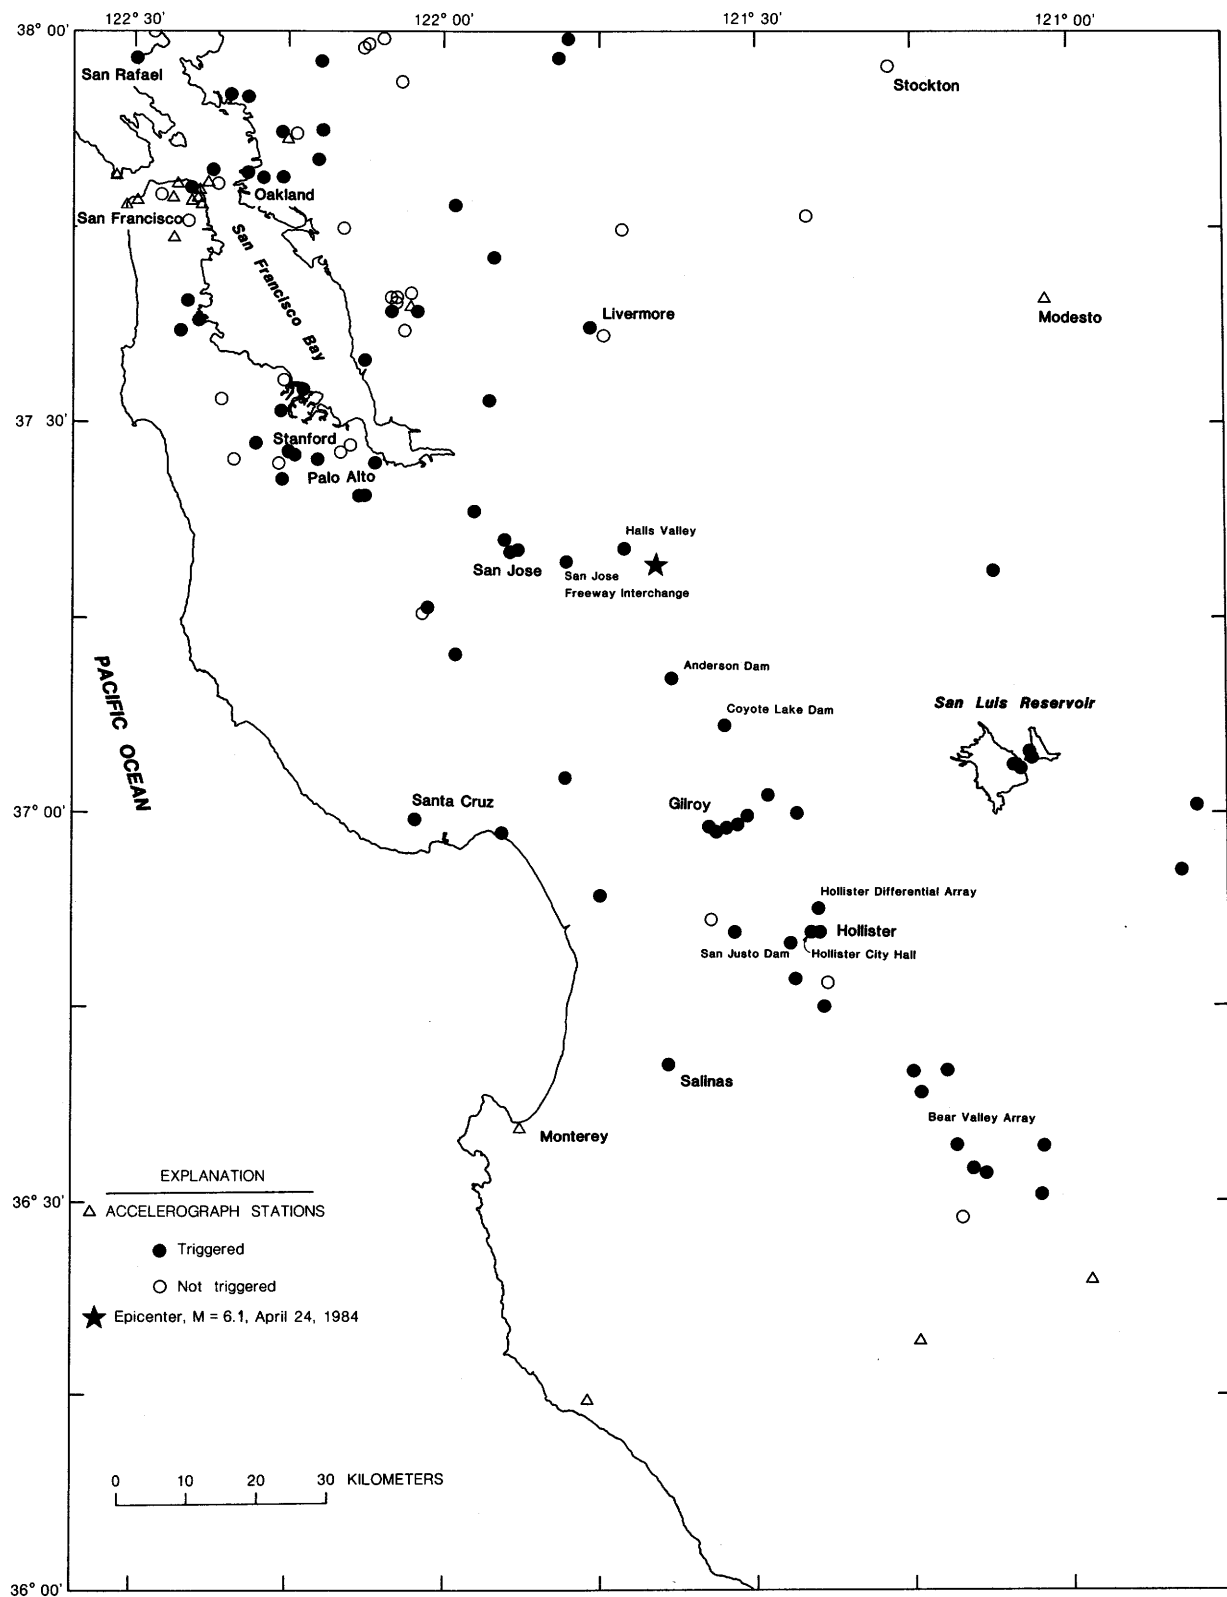 122° 30'
122° 00'
121° 30'
121° 00'
38° 00'
San Rafael
Stockton
Oakland
San Francisco
San Francisco Bay
Livermore
Modesto
37° 50'
Stanford
Palo Alto
Halls Valley
San Jose
San Jose
Freeway Interchange
Anderson Dam
PACIFIC OCEAN
Coyote Lake Dam
San Luis Reservoir
Santa Cruz
Gilroy
37° 00'
Hollister Differential Array
Hollister
San Justo Dam
Hollister City Hall
Salinas
Bear Valley Array
Monterey
EXPLANATION
36° 30'
ACCELEROGRAPH STATIONS
Triggered
Not triggered
Epicenter, M = 6.1, April 24, 1984
0 10 20 30 KILOMETERS
36° 00'